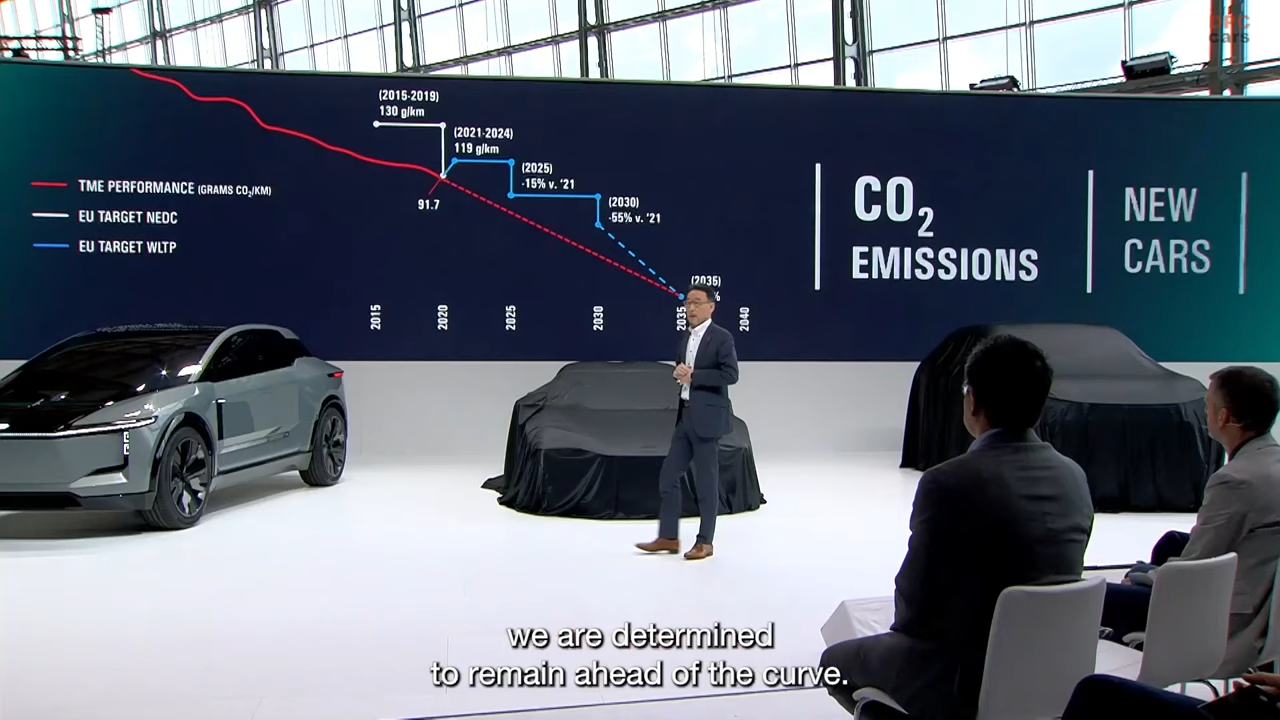 CBC
cars
(2015-2019)
130 g/km
(2021-2024)
119 g/km
(2025)
-15% v. '21
(2030)
-55% v. '21
91.7
(2035)
%
TME PERFORMANCE (GRAMS CO₂/KM)
EU TARGET NEDC
EU TARGET WLTP
2015
2020
2025
2030
2035
2040
CO₂
EMISSIONS
NEW
CARS
we are determined
to remain ahead of the curve.